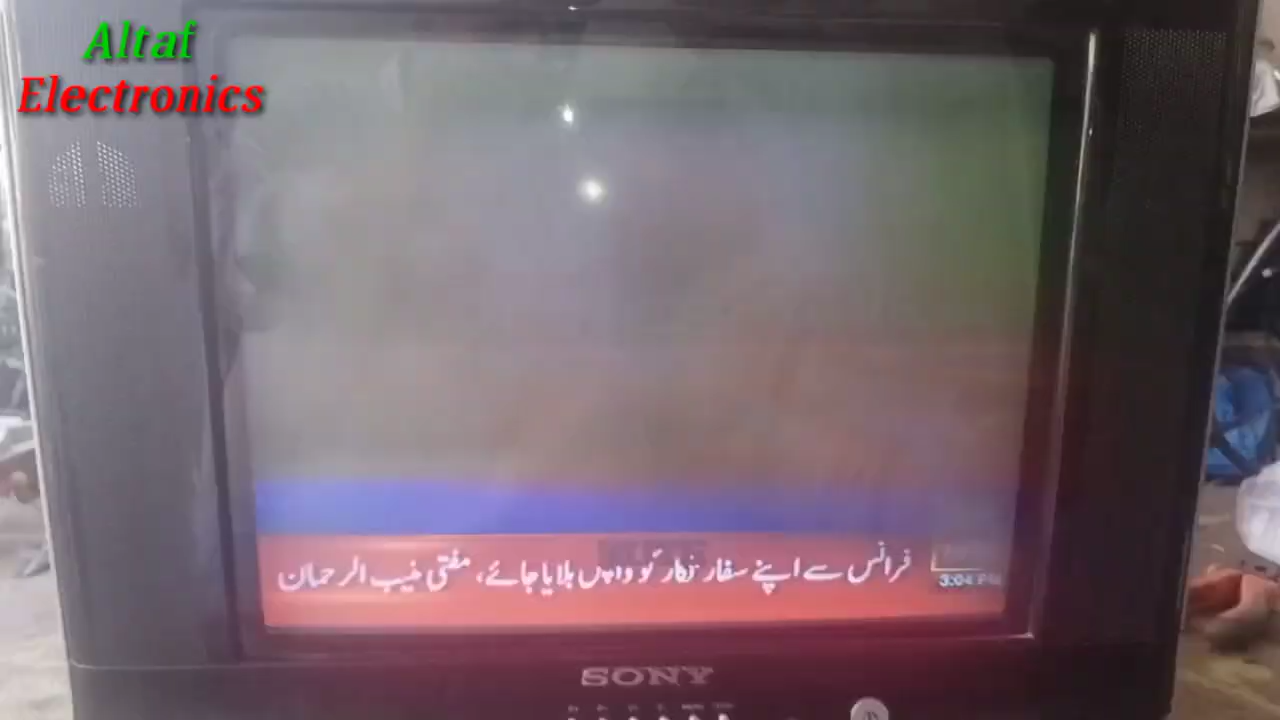 Altaf
Electronics
فرانس سے اپنے سفارتکار کو واپس بلایا جائے، مفتی منیب الرحمان
3:04 PM
SONY